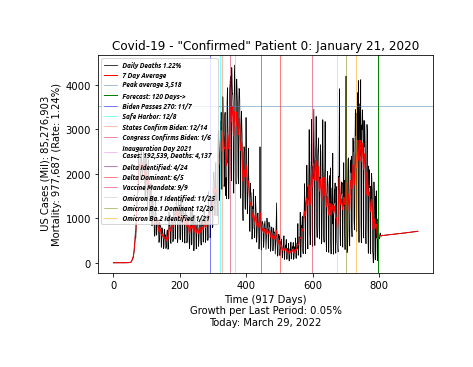 Covid-19 - "Confirmed" Patient 0: January 21, 2020
US Cases (Mil): 85,276,903
Mortality: 977,687 (Rate: 1.24%)
4000
3000
2000
1000
0
Daily Deaths 1.22%
7 Day Average
Peak average 3,518
Forecast: 120 Days->
Biden Passes 270: 11/7
Safe Harbor: 12/8
States Confirm Biden: 12/14
Congress Confirms Biden: 1/6
Inauguration Day 2021
Cases: 192,539, Deaths: 4,137
Delta Identified: 4/24
Delta Dominant: 6/5
Vaccine Mandate: 9/9
Omicron Ba.1 Identified: 11/25
Omicron Ba.1 Dominant 12/20
Omicron Ba.2 Identified 1/21
0 200 400 600 800
Time (917 Days)
Growth per Last Period: 0.05%
Today: March 29, 2022